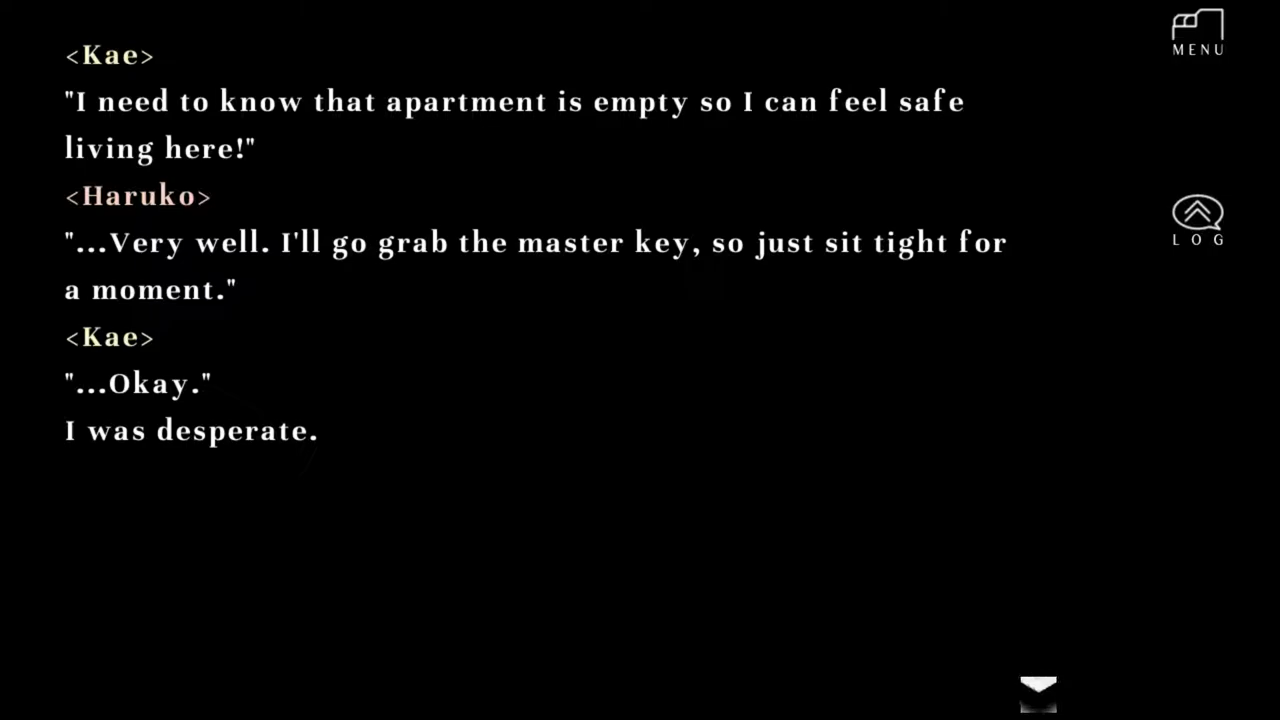 <Kae>
"I need to know that apartment is empty so I can feel safe
living here!"
<Haruko>
"...Very well. I'll go grab the master key, so just sit tight for
a moment."
<Kae>
"...Okay."
I was desperate.
MENU
LOG